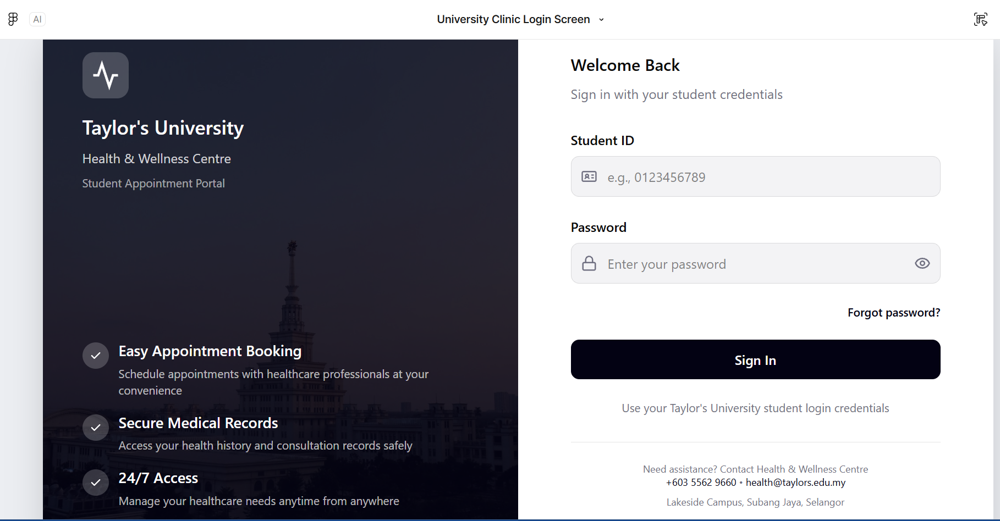 AI
University Clinic Login Screen
Taylor's University
Health & Wellness Centre
Student Appointment Portal
Easy Appointment Booking
Schedule appointments with healthcare professionals at your
convenience
Secure Medical Records
Access your health history and consultation records safely
24/7 Access
Manage your healthcare needs anytime from anywhere
Welcome Back
Sign in with your student credentials
Student ID
e.g., 0123456789
Password
Enter your password
Forgot password?
Sign In
Use your Taylor's University student login credentials
Need assistance? Contact Health & Wellness Centre
+603 5562 9660 • health@taylors.edu.my
Lakeside Campus, Subang Jaya, Selangor